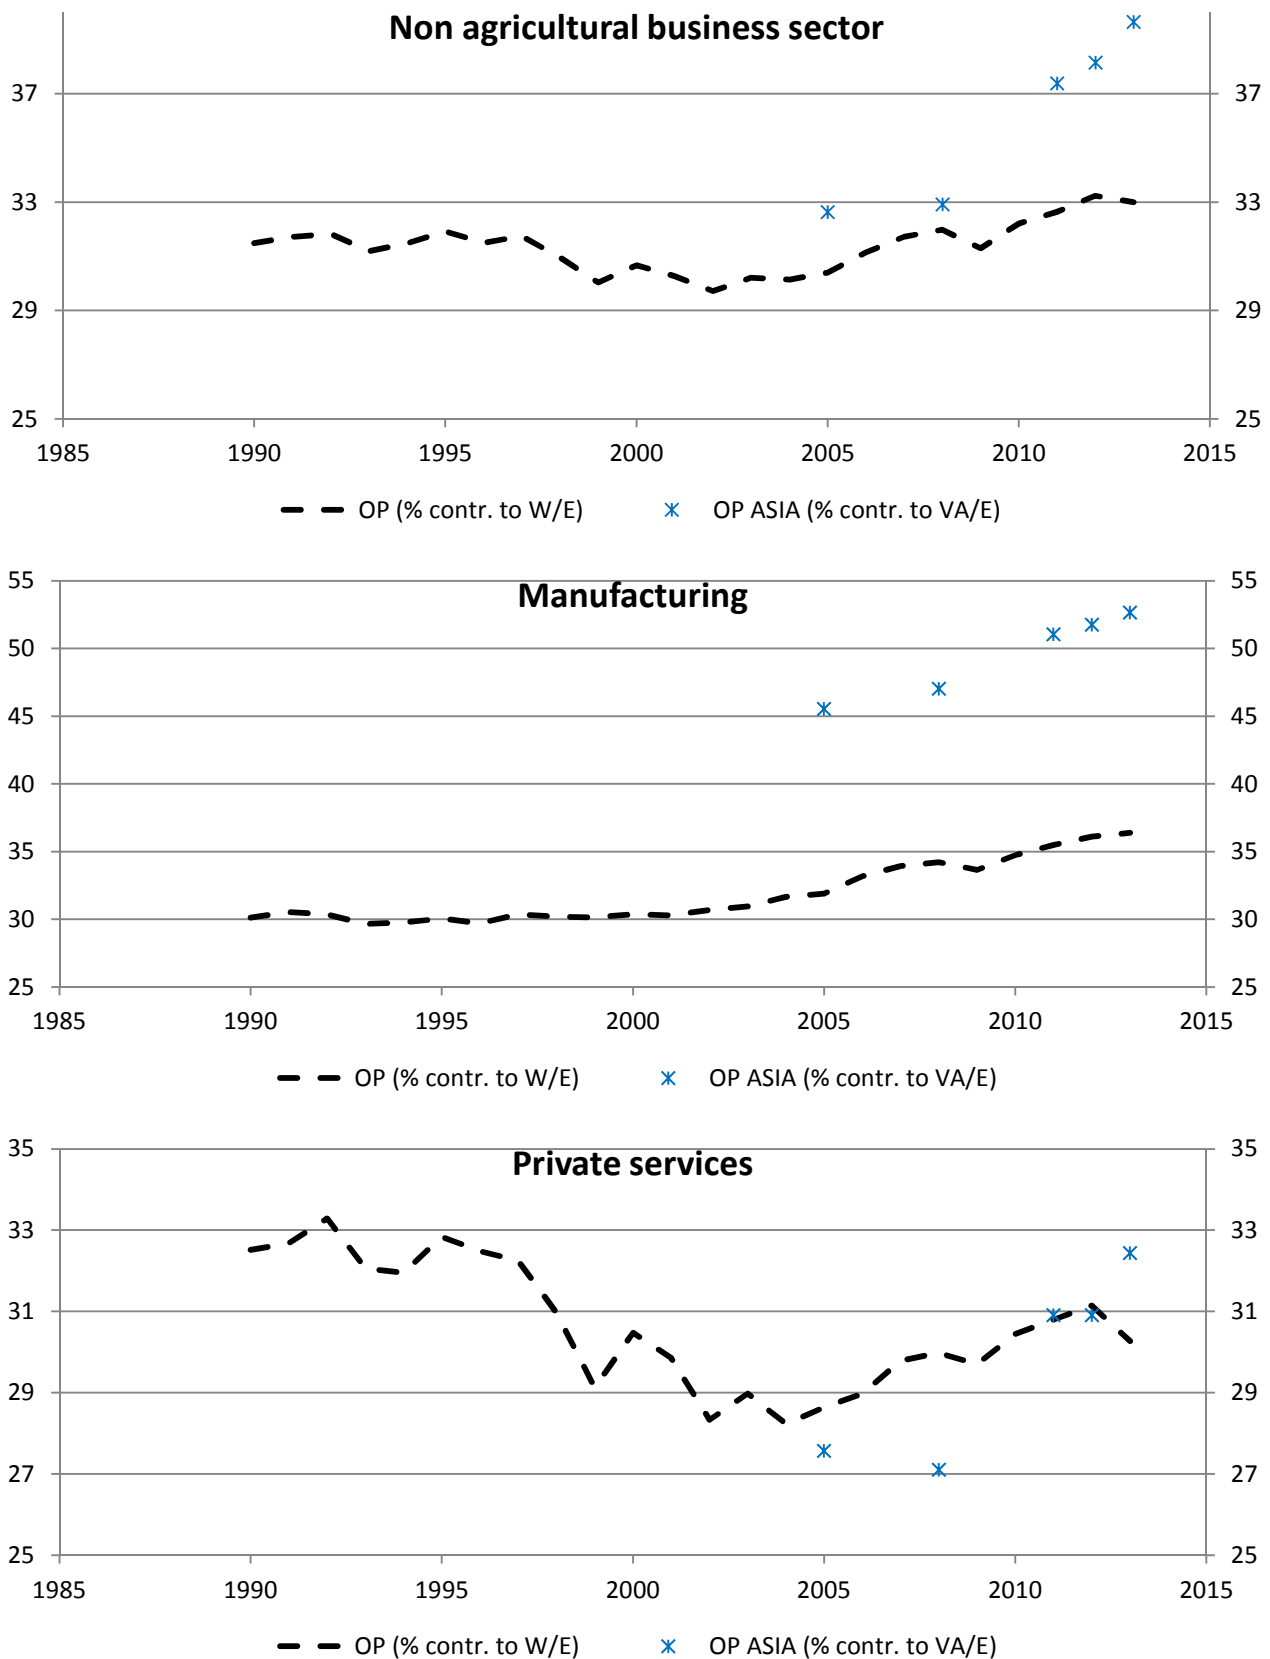 Non agricultural business sector
37 37
33 33
29 29
25 25
1985 1990 1995 2000 2005 2010 2015
OP (% contr. to W/E) OP ASIA (% contr. to VA/E)
55 55
Manufacturing
50 50
45 45
40 40
35 35
30 30
25 25
1985 1990 1995 2000 2005 2010 2015
OP (% contr. to W/E) OP ASIA (% contr. to VA/E)
35 35
Private services
33 33
31 31
29 29
27 27
25 25
1985 1990 1995 2000 2005 2010 2015
OP (% contr. to W/E) OP ASIA (% contr. to VA/E)